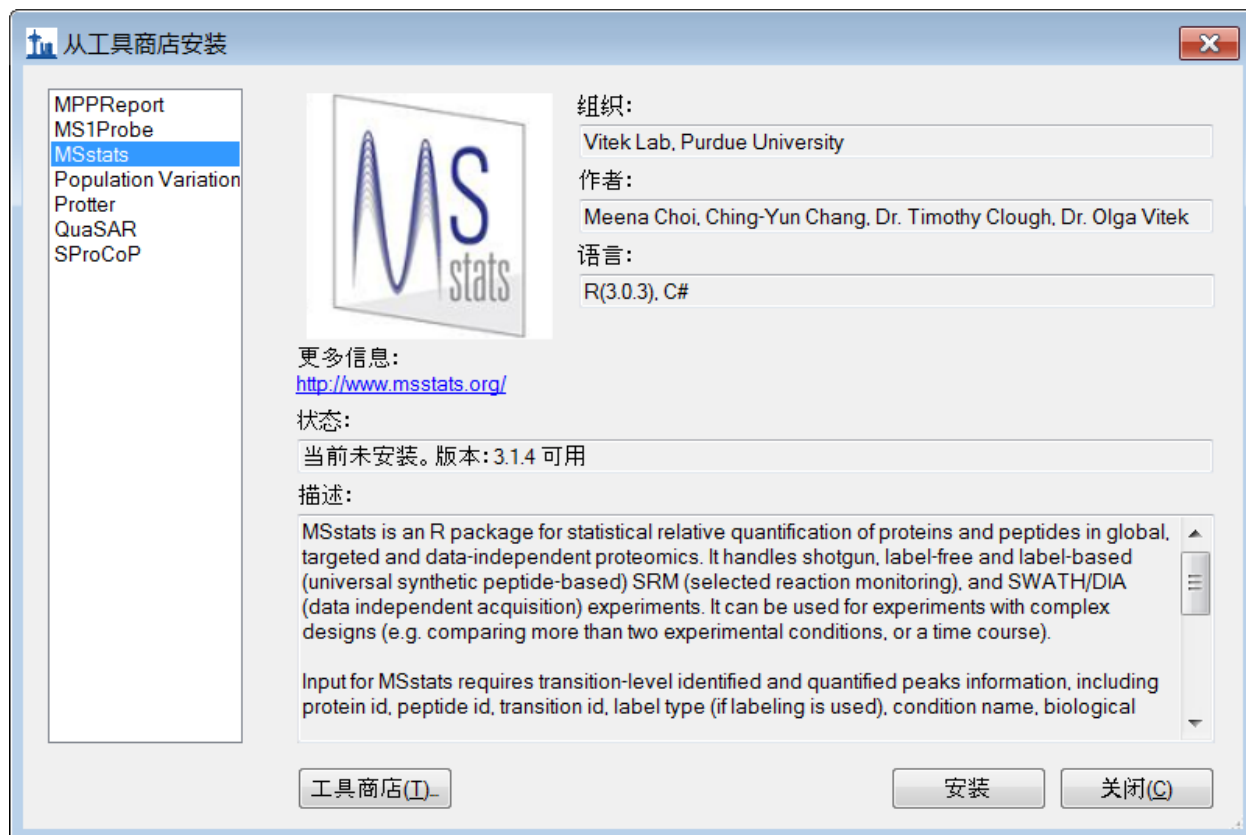 从工具商店安装
MPPReport
MS1Probe
MSstats
Population Variation
Protter
QuaSAR
SProCoP
MS
stats
组织:
Vitek Lab, Purdue University
作者:
Meena Choi, Ching-Yun Chang, Dr. Timothy Clough, Dr. Olga Vitek
语言:
R(3.0.3), C#
更多信息:
http://www.msstats.org/
状态:
当前未安装。版本: 3.1.4 可用
描述:
MSstats is an R package for statistical relative quantification of proteins and peptides in global,
targeted and data-independent proteomics. It handles shotgun, label-free and label-based
(universal synthetic peptide-based) SRM (selected reaction monitoring), and SWATH/DIA
(data independent acquisition) experiments. It can be used for experiments with complex
designs (e.g. comparing more than two experimental conditions, or a time course).
Input for MSstats requires transition-level identified and quantified peaks information, including
protein id, peptide id, transition id, label type (if labeling is used), condition name, biological
工具商店(T)...
安装
关闭(C)